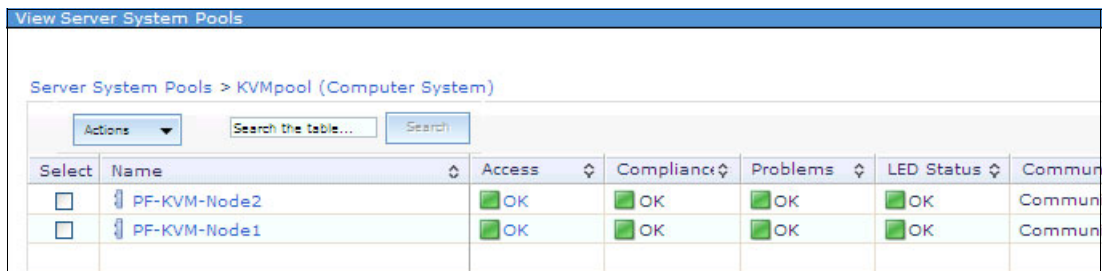 View Server System Pools
Server System Pools > KVMpool (Computer System)
Actions Search the table... Search
Select Name Access Compliance Problems LED Status Commun
PF-KVM-Node2 OK OK OK OK Commun
PF-KVM-Node1 OK OK OK OK Commun